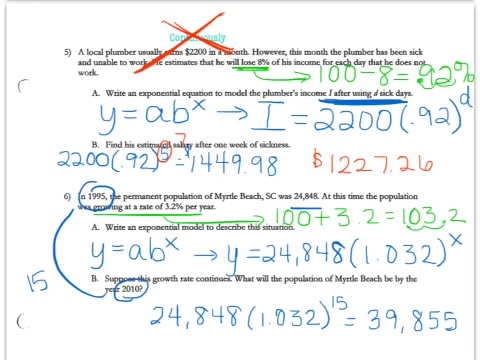 Continuously
5) A local plumber usually earns $2200 in a month. However, this month the plumber has been sick
and unable to work. He estimates that he will lose 8% of his income for each day that he does not
work.
100-8=92%
A. Write an exponential equation to model the plumber's income I after using d sick days.
y=abˣ → I=2200(.92)ᵈ
B. Find his estimated salary after one week of sickness.
7
2200(.92)⁵=$1449.98 $1227.26
6) In 1995, the permanent population of Myrtle Beach, SC was 24,848. At this time the population
was growing at a rate of 3.2% per year.
100+3.2=103.2
A. Write an exponential model to describe this situation.
y=abˣ → y=24,848(1.032)ˣ
15
B. Suppose this growth rate continues. What will the population of Myrtle Beach be by the
year 2010?
24,848(1.032)¹⁵=39,855